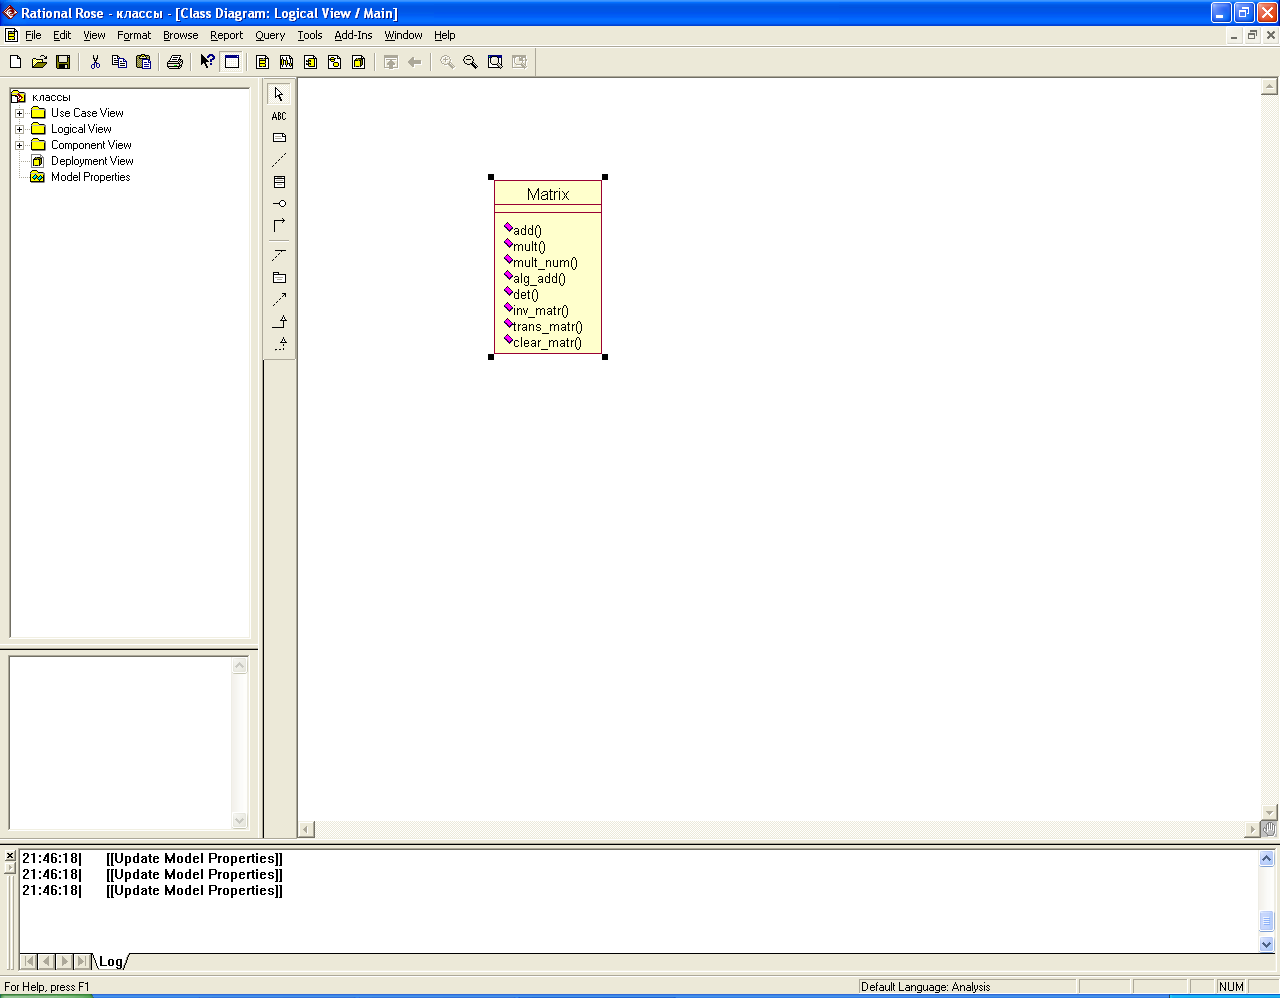 Rational Rose - классы - [Class Diagram: Logical View / Main]
File Edit View Format Browse Report Query Tools Add-Ins Window Help
классы
Use Case View
Logical View
Component View
Deployment View
Model Properties
ABC
Matrix
add()
mult()
mult_num()
alg_add()
det()
inv_matr()
trans_matr()
clear_matr()
21:46:18| [[Update Model Properties]]
21:46:18| [[Update Model Properties]]
21:46:18| [[Update Model Properties]]
Log
For Help, press F1 Default Language: Analysis NUM